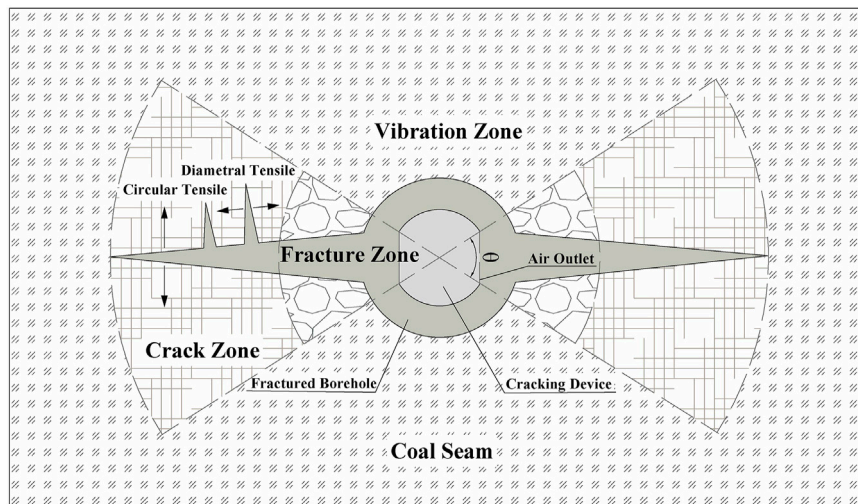 Vibration Zone
Diametral Tensile
Circular Tensile
Fracture Zone
θ
Air Outlet
Crack Zone
Fractured Borehole
Cracking Device
Coal Seam